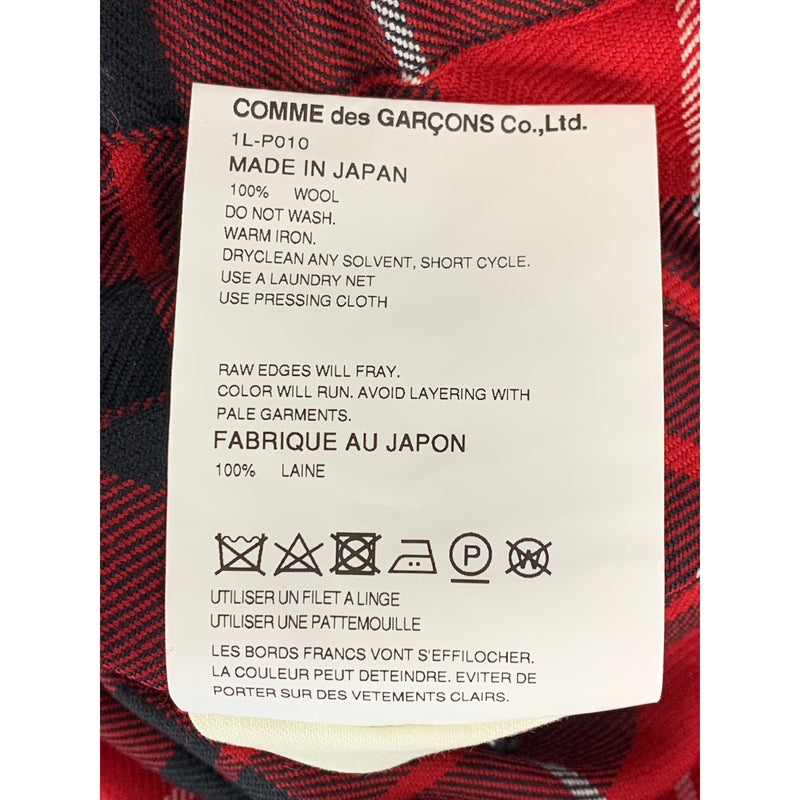 COMME des GARÇONS Co.,Ltd.
1L-P010
MADE IN JAPAN
100% WOOL
DO NOT WASH.
WARM IRON.
DRYCLEAN ANY SOLVENT, SHORT CYCLE.
USE A LAUNDRY NET
USE PRESSING CLOTH
RAW EDGES WILL FRAY.
COLOR WILL RUN. AVOID LAYERING WITH
PALE GARMENTS.
FABRIQUE AU JAPON
100% LAINE
P W
UTILISER UN FILET A LINGE
UTILISER UNE PATTEMOUILLE
LES BORDS FRANCS VONT S'EFFILOCHER.
LA COULEUR PEUT DETEINDRE. EVITER DE
PORTER SUR DES VETEMENTS CLAIRS.